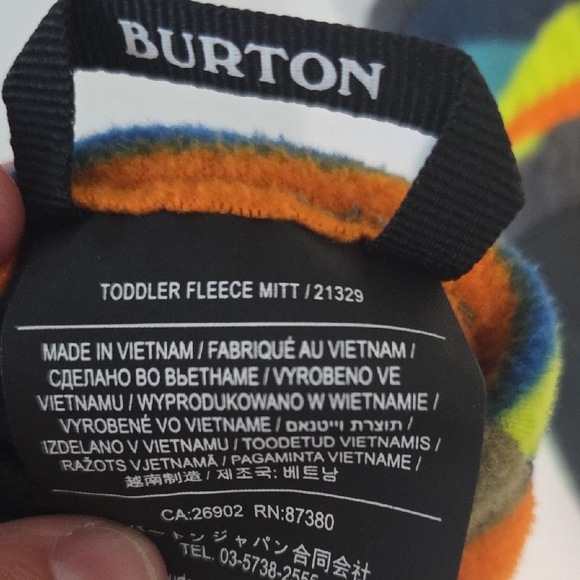 BURTON
TODDLER FLEECE MITT / 21329
MADE IN VIETNAM / FABRIQUÉ AU VIETNAM /
СДЕЛАНО ВО ВЬЕТНАМЕ / VYROBENO VE
VIETNAMU / WYPRODUKOWANO W WIETNAMIE /
VYROBENÉ VO VIETNAME / תוצרת וייטנאם /
IZDELANO V VIETNAMU / TOODETUD VIETNAMIS /
RAŽOTS VJETNAMĀ / PAGAMINTA VIETNAME /
越南制造 / 제조국: 베트남
CA:26902 RN:87380
バートンジャパン合同会社
TEL. 03-5738-2555